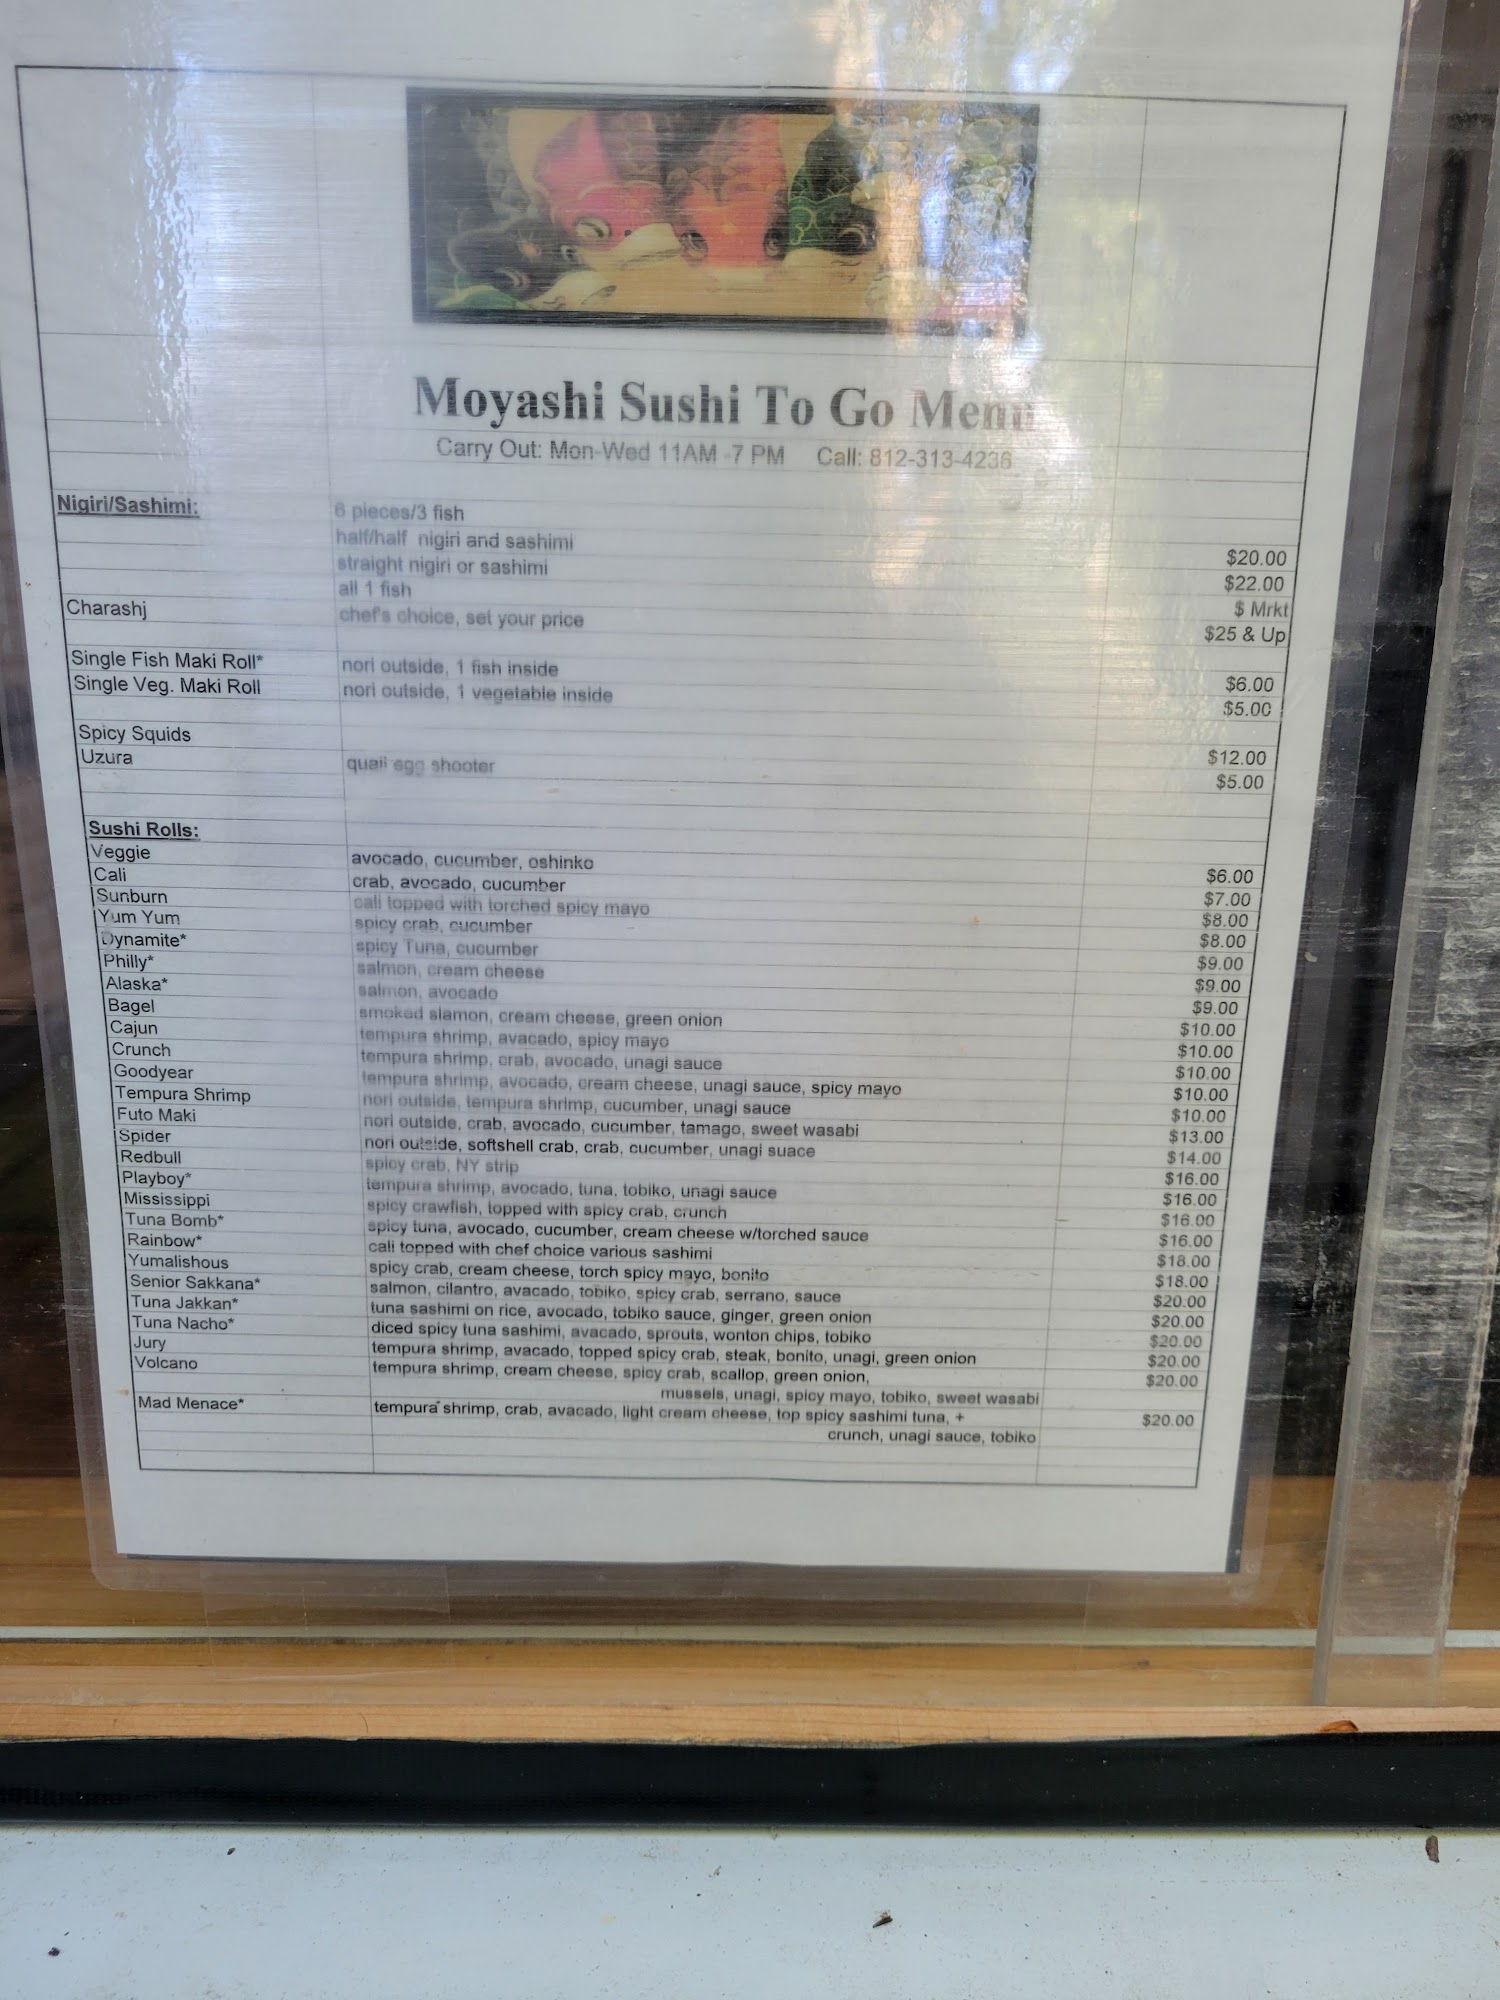 Moyashi Sushi To Go Menu
Carry Out: Mon-Wed 11AM -7 PM Call: 812-313-4236
Nigiri/Sashimi: 6 pieces/3 fish
half/half nigiri and sashimi $20.00
straight nigiri or sashimi $22.00
all 1 fish $ Mrkt
Charashj chef's choice, set your price $25 & Up
Single Fish Maki Roll* nori outside, 1 fish inside $6.00
Single Veg. Maki Roll nori outside, 1 vegetable inside $5.00
Spicy Squids $12.00
Uzura quail egg shooter $5.00
Sushi Rolls:
Veggie avocado, cucumber, oshinko $6.00
Cali crab, avocado, cucumber $7.00
Sunburn cali topped with torched spicy mayo $8.00
Yum Yum spicy crab, cucumber $8.00
Dynamite* spicy Tuna, cucumber $9.00
Philly* salmon, cream cheese $9.00
Alaska* salmon, avocado $9.00
Bagel smoked slamon, cream cheese, green onion $10.00
Cajun tempura shrimp, avacado, spicy mayo $10.00
Crunch tempura shrimp, crab, avocado, unagi sauce $10.00
Goodyear tempura shrimp, avocado, cream cheese, unagi sauce, spicy mayo $10.00
Tempura Shrimp nori outside, tempura shrimp, cucumber, unagi sauce $10.00
Futo Maki nori outside, crab, avocado, cucumber, tamago, sweet wasabi $13.00
Spider nori outside, softshell crab, crab, cucumber, unagi suace $14.00
Redbull spicy crab, NY strip $16.00
Playboy* tempura shrimp, avocado, tuna, tobiko, unagi sauce $16.00
Mississippi spicy crawfish, topped with spicy crab, crunch $16.00
Tuna Bomb* spicy tuna, avocado, cucumber, cream cheese w/torched sauce $16.00
Rainbow* cali topped with chef choice various sashimi $18.00
Yumalishous spicy crab, cream cheese, torch spicy mayo, bonito $18.00
Senior Sakkana* salmon, cilantro, avacado, tobiko, spicy crab, serrano, sauce $20.00
Tuna Jakkan* tuna sashimi on rice, avocado, tobiko sauce, ginger, green onion $20.00
Tuna Nacho* diced spicy tuna sashimi, avacado, sprouts, wonton chips, tobiko $20.00
Jury tempura shrimp, avacado, topped spicy crab, steak, bonito, unagi, green onion $20.00
Volcano tempura shrimp, cream cheese, spicy crab, scallop, green onion, $20.00
mussels, unagi, spicy mayo, tobiko, sweet wasabi
Mad Menace* tempura shrimp, crab, avacado, light cream cheese, top spicy sashimi tuna, + $20.00
crunch, unagi sauce, tobiko